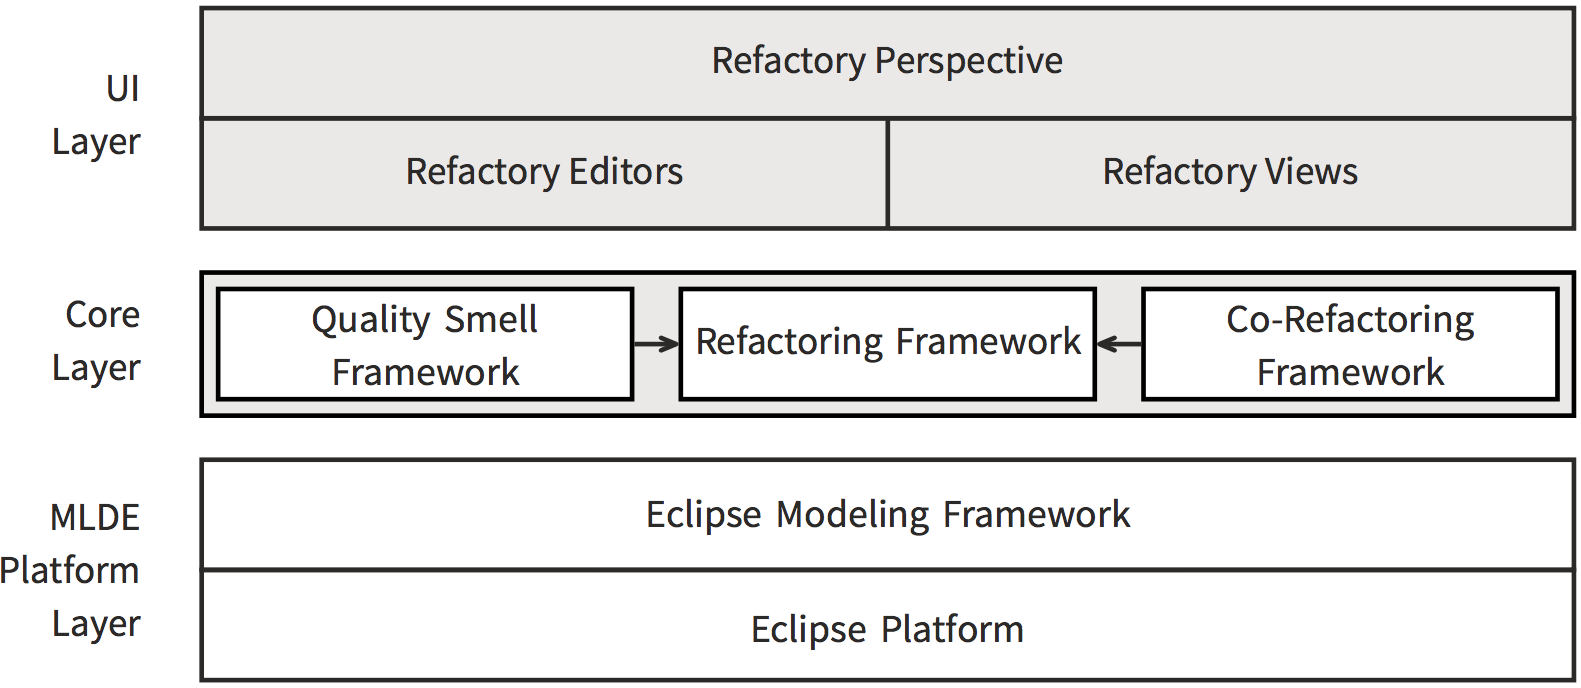 UI
Layer
Refactory Perspective
Refactory Editors
Refactory Views
Core
Layer
Quality Smell
Framework
Refactoring Framework
Co-Refactoring
Framework
MLDE
Platform
Layer
Eclipse Modeling Framework
Eclipse Platform